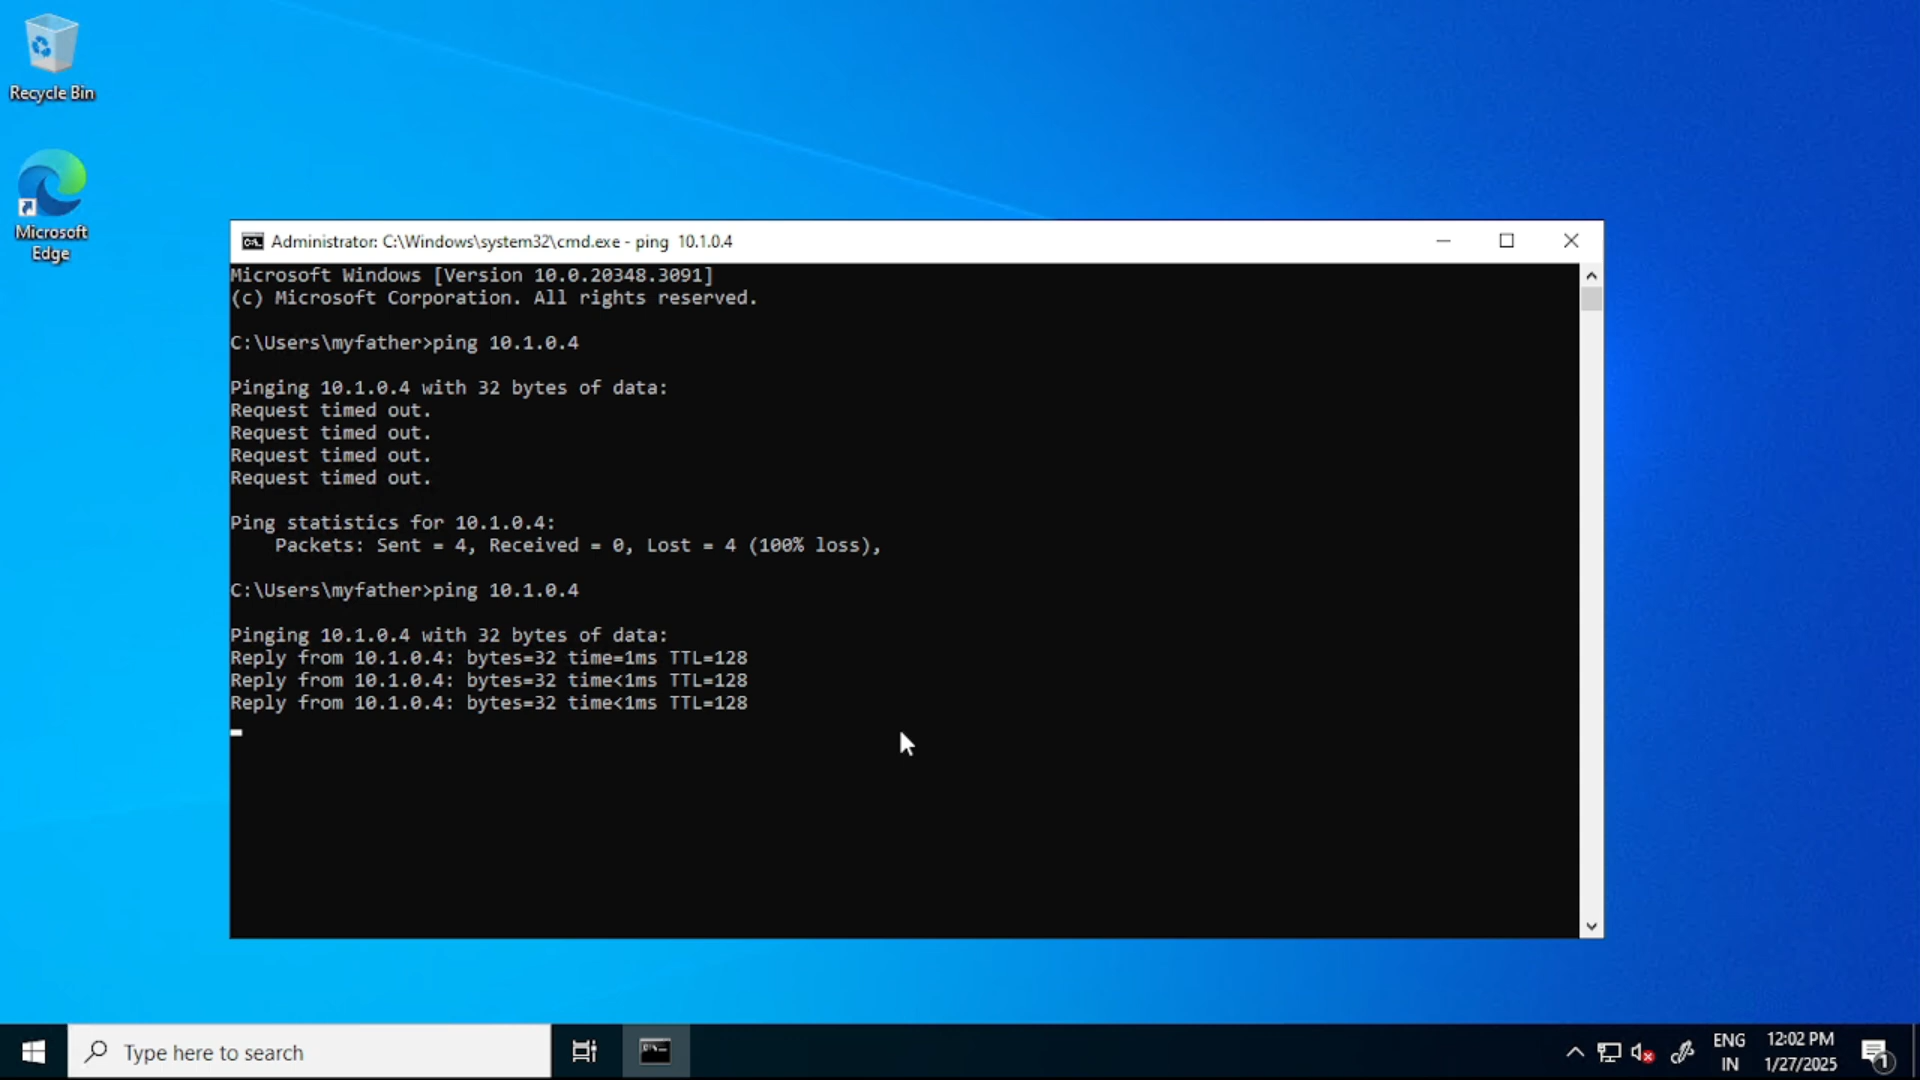 Recycle Bin
Microsoft
Edge
Administrator: C:\Windows\system32\cmd.exe - ping  10.1.0.4
Microsoft Windows [Version 10.0.20348.3091]
(c) Microsoft Corporation. All rights reserved.
C:\Users\myfather>ping 10.1.0.4
Pinging 10.1.0.4 with 32 bytes of data:
Request timed out.
Request timed out.
Request timed out.
Request timed out.
Ping statistics for 10.1.0.4:
    Packets: Sent = 4, Received = 0, Lost = 4 (100% loss),
C:\Users\myfather>ping 10.1.0.4
Pinging 10.1.0.4 with 32 bytes of data:
Reply from 10.1.0.4: bytes=32 time=1ms TTL=128
Reply from 10.1.0.4: bytes=32 time<1ms TTL=128
Reply from 10.1.0.4: bytes=32 time<1ms TTL=128
Type here to search
ENG
IN
12:02 PM
1/27/2025
1